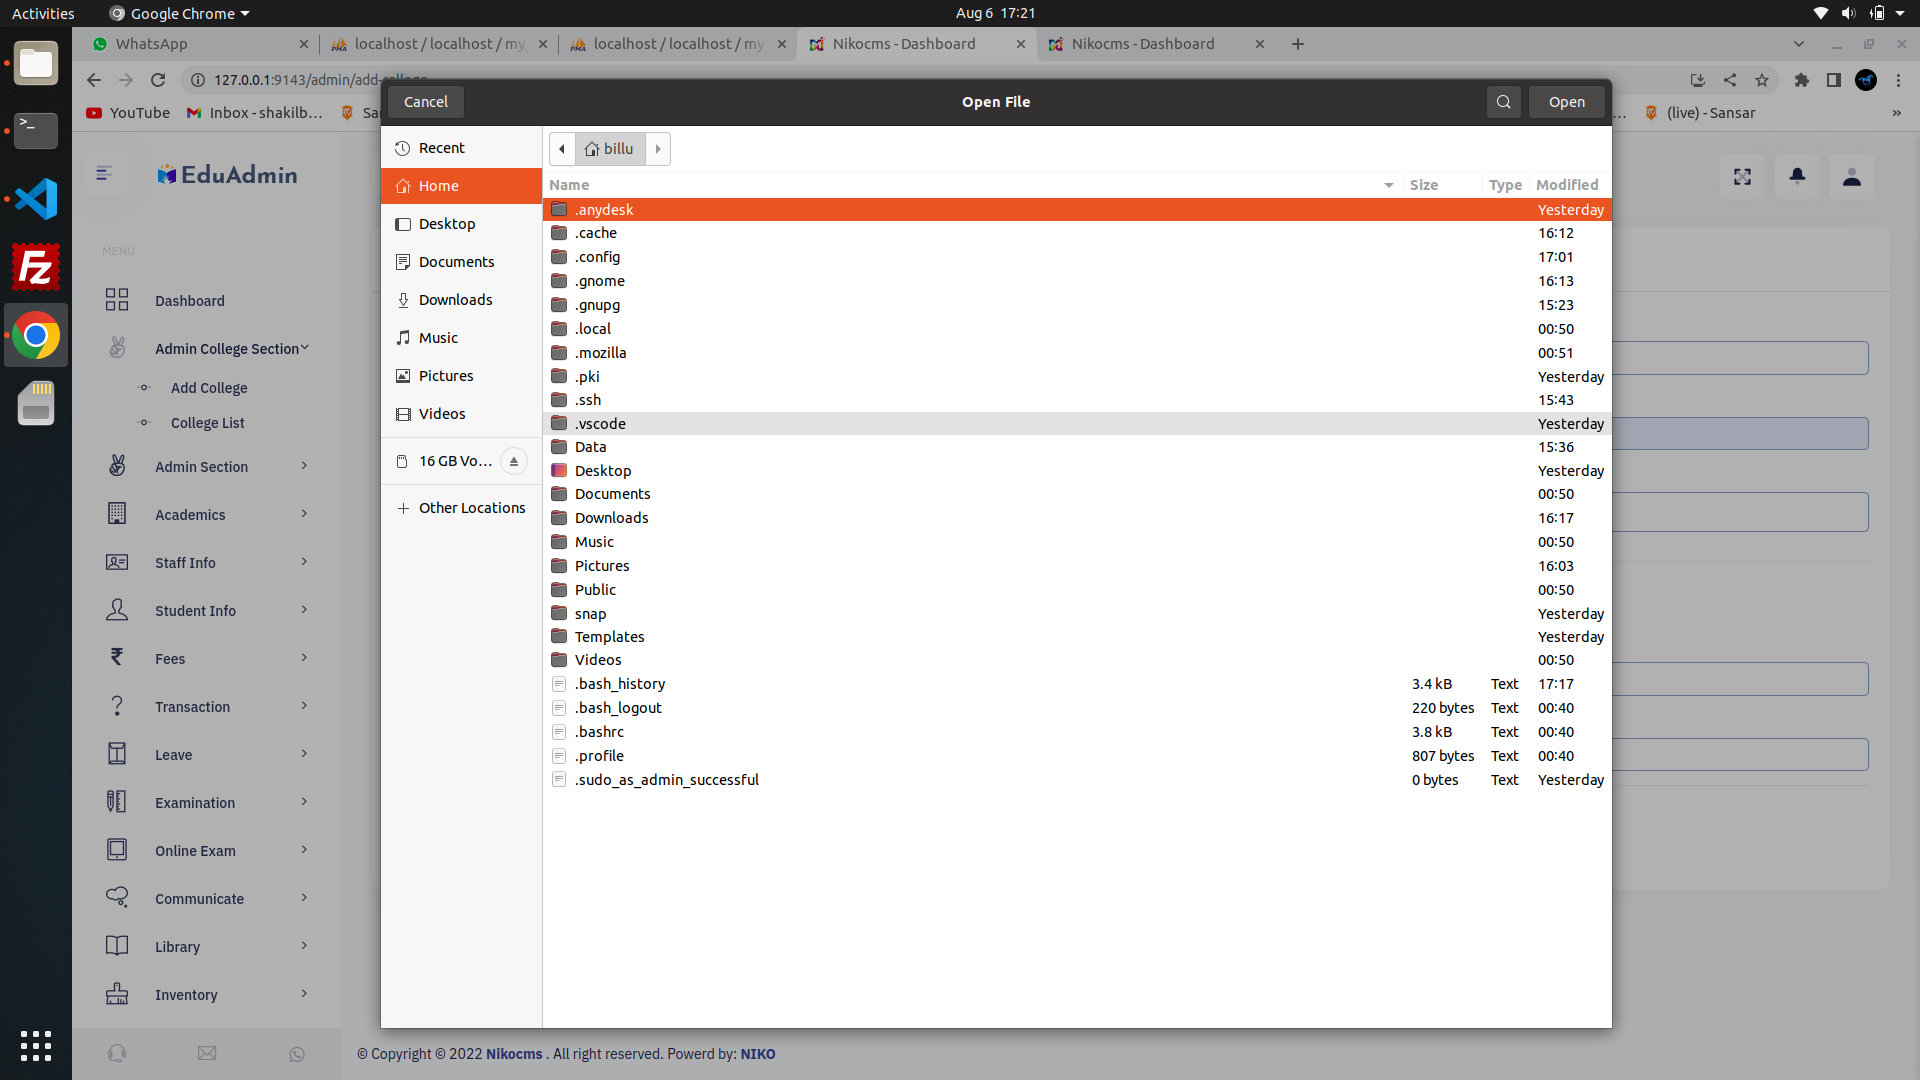 Activities
Google Chrome
Aug 6 17:21
WhatsApp
localhost / localhost / my_
localhost / localhost / my_
Nikocms - Dashboard
Nikocms - Dashboard
127.0.0.1:9143/admin/add-college
YouTube
Inbox - shakilb…
San
…
(live) - Sansar
»
Cancel
Open File
Open
EduAdmin
MENU
Dashboard
Admin College Section
Add College
College List
Admin Section
Academics
Staff Info
Student Info
Fees
Transaction
Leave
Examination
Online Exam
Communicate
Library
Inventory
Recent
Home
Desktop
Documents
Downloads
Music
Pictures
Videos
16 GB Vo…
Other Locations
billu
Name Size Type Modified
.anydesk Yesterday
.cache 16:12
.config 17:01
.gnome 16:13
.gnupg 15:23
.local 00:50
.mozilla 00:51
.pki Yesterday
.ssh 15:43
.vscode Yesterday
Data 15:36
Desktop Yesterday
Documents 00:50
Downloads 16:17
Music 00:50
Pictures 16:03
Public 00:50
snap Yesterday
Templates Yesterday
Videos 00:50
.bash_history 3.4 kB Text 17:17
.bash_logout 220 bytes Text 00:40
.bashrc 3.8 kB Text 00:40
.profile 807 bytes Text 00:40
.sudo_as_admin_successful 0 bytes Text Yesterday
© Copyright © 2022 Nikocms . All right reserved. Powerd by: NIKO